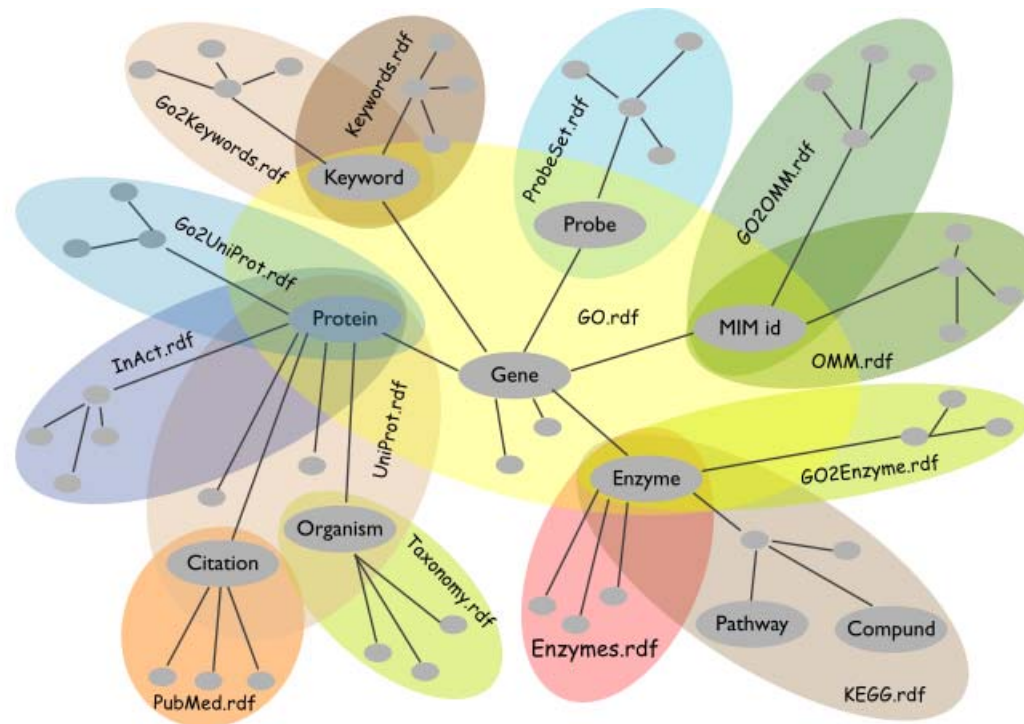 Go2Keywords.rdf
Keywords.rdf
Keyword
ProbeSet.rdf
Probe
GO2OMM.rdf
Go2UniProt.rdf
Protein
GO.rdf
MIM id
OMM.rdf
InAct.rdf
Gene
UniProt.rdf
Enzyme
GO2Enzyme.rdf
Organism
Citation
Taxonomy.rdf
Pathway
Compund
Enzymes.rdf
PubMed.rdf
KEGG.rdf